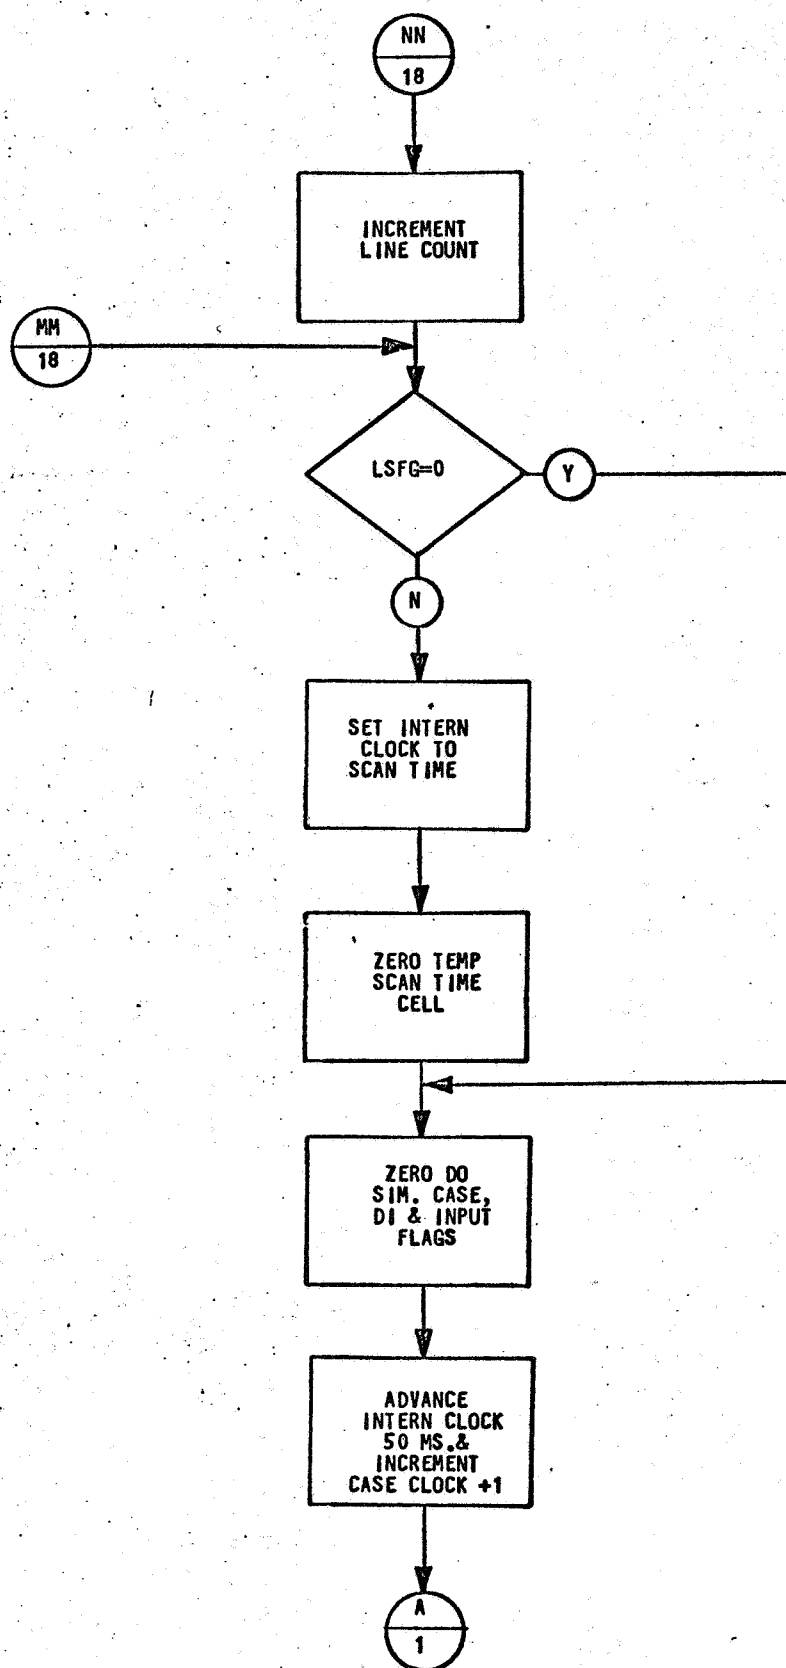 NN
18
INCREMENT
LINE COUNT
MM
18
LSFG=0
Y
N
SET INTERN
CLOCK TO
SCAN TIME
ZERO TEMP
SCAN TIME
CELL
ZERO DO
SIM. CASE,
DI & INPUT
FLAGS
ADVANCE
INTERN CLOCK
50 MS.&
INCREMENT
CASE CLOCK +1
A
1